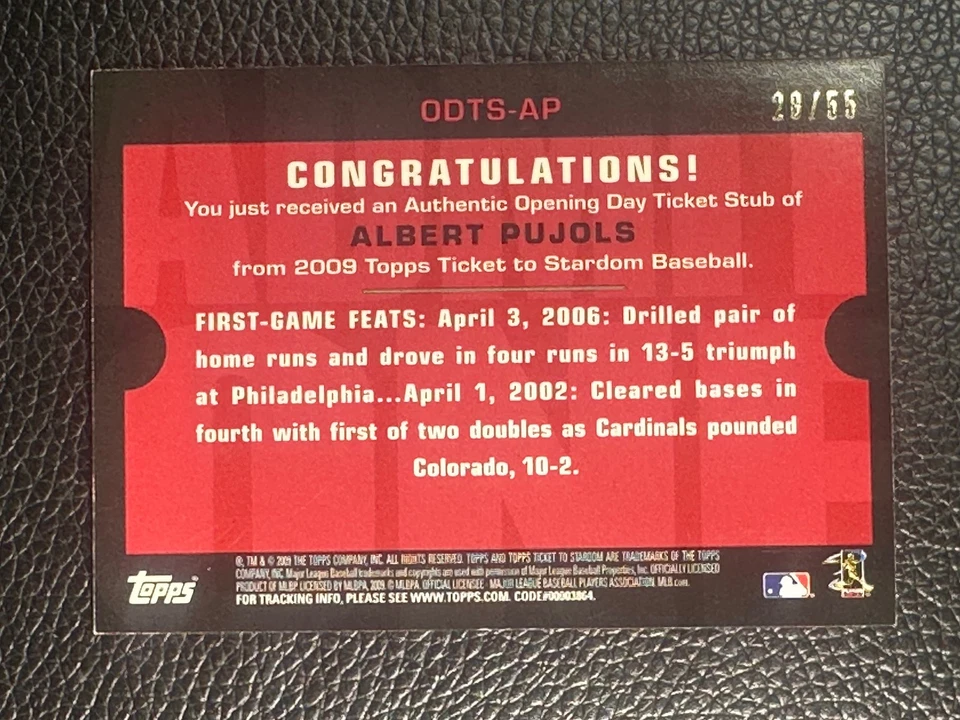 ODTS-AP
29/55
CONGRATULATIONS!
You just received an Authentic Opening Day Ticket Stub of
ALBERT PUJOLS
from 2009 Topps Ticket to Stardom Baseball.
FIRST-GAME FEATS: April 3, 2006: Drilled pair of
home runs and drove in four runs in 13-5 triumph
at Philadelphia...April 1, 2002: Cleared bases in
fourth with first of two doubles as Cardinals pounded
Colorado, 10-2.
topps
®, TM & © 2009 THE TOPPS COMPANY, INC. ALL RIGHTS RESERVED. TOPPS AND TOPPS TICKET TO STARDOM ARE TRADEMARKS OF THE TOPPS
COMPANY, INC. Major League Baseball trademarks and copyrights are used with permission of Major League Baseball Properties, Inc. OFFICIALLY LICENSED
PRODUCT OF MLBP. LICENSED BY MLBPA, 2009. © MLBPA. OFFICIAL LICENSEE - MAJOR LEAGUE BASEBALL PLAYERS ASSOCIATION. MLB.com.
FOR TRACKING INFO, PLEASE SEE WWW.TOPPS.COM. CODE#00003864.